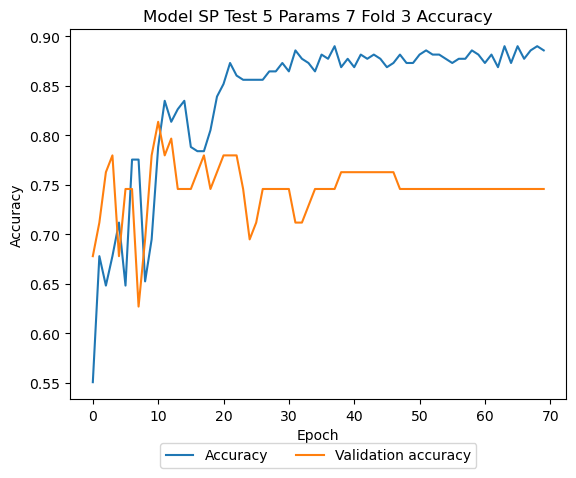 Model SP Test 5 Params 7 Fold 3 Accuracy
0.90
0.85
0.80
0.75
0.70
0.65
0.60
0.55
Accuracy
0 10 20 30 40 50 60 70
Epoch
Accuracy Validation accuracy